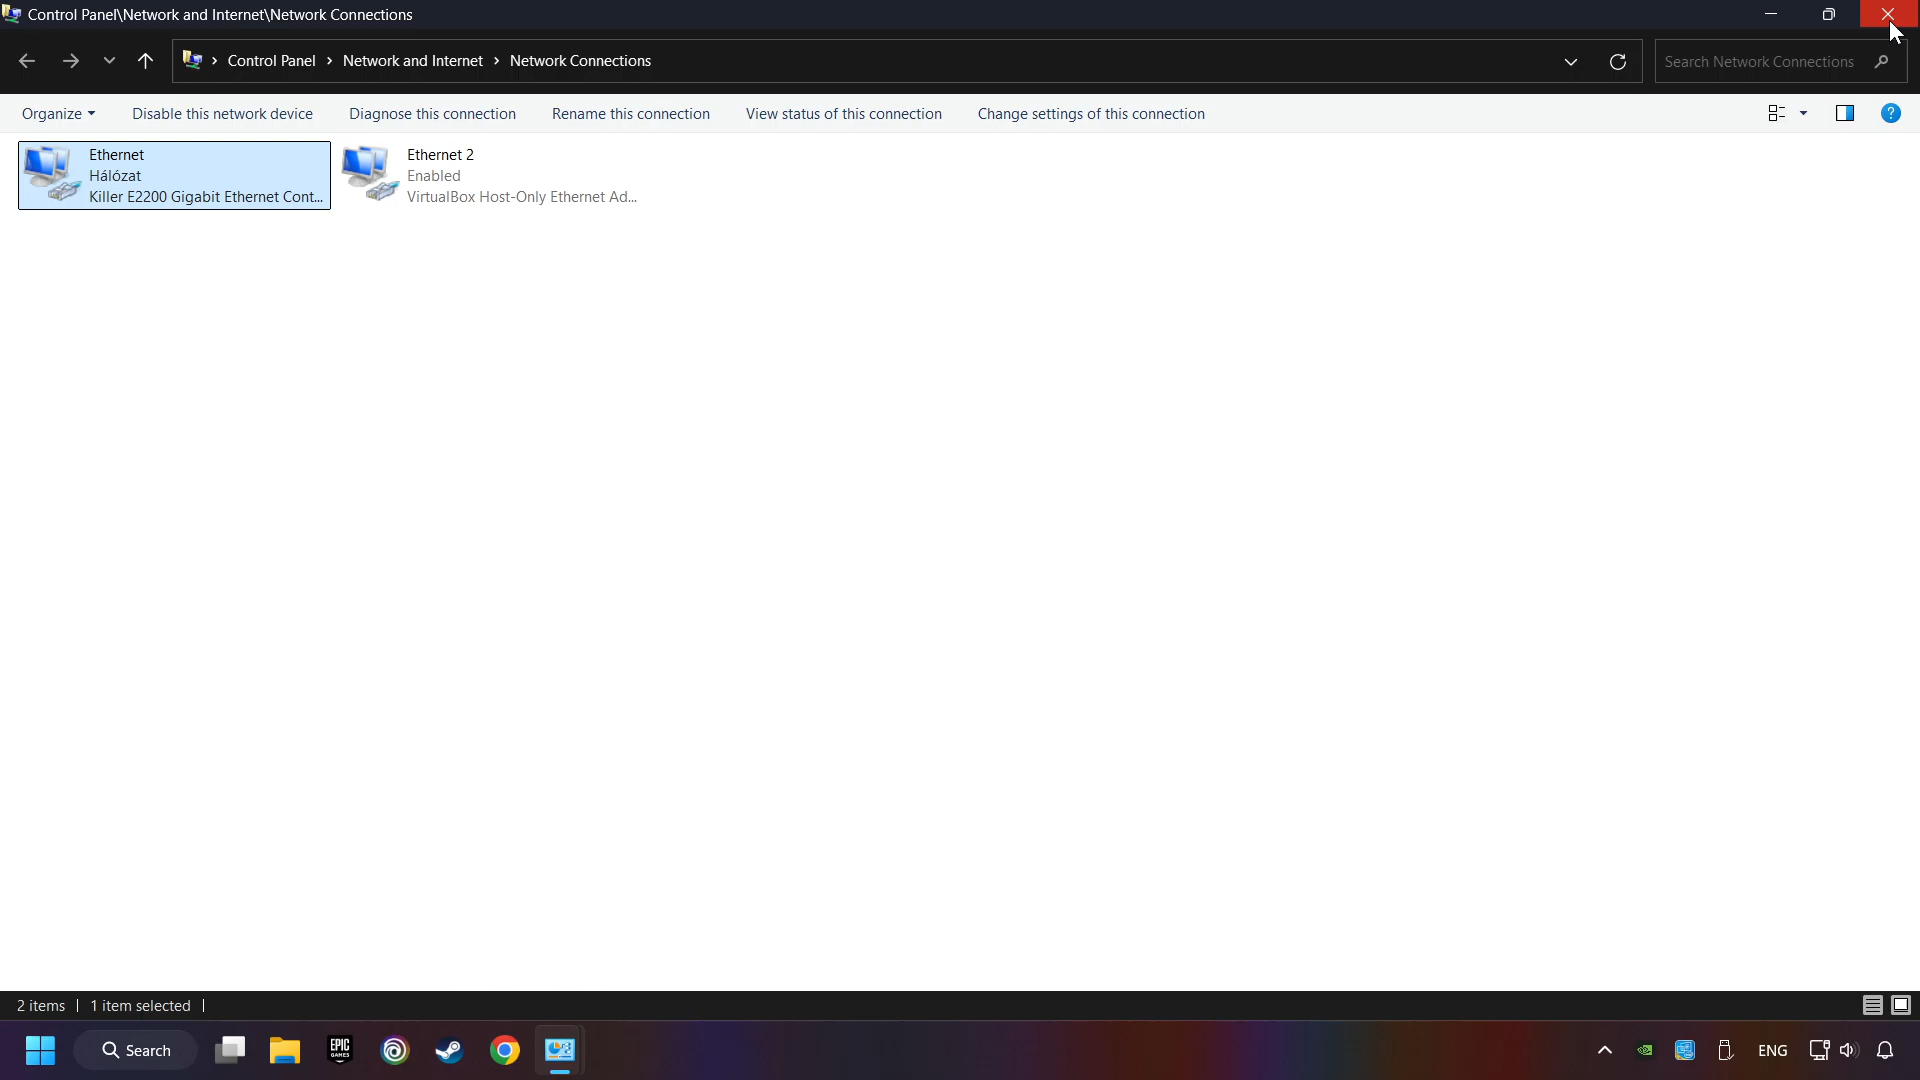 Control Panel\Network and Internet\Network Connections
Control Panel > Network and Internet > Network Connections
Search Network Connections
Organize Disable this network device Diagnose this connection Rename this connection View status of this connection Change settings of this connection
Ethernet
Hálózat
Killer E2200 Gigabit Ethernet Cont...
Ethernet 2
Enabled
VirtualBox Host-Only Ethernet Ad...
2 items | 1 item selected |
Search
EPIC
GAMES
ENG